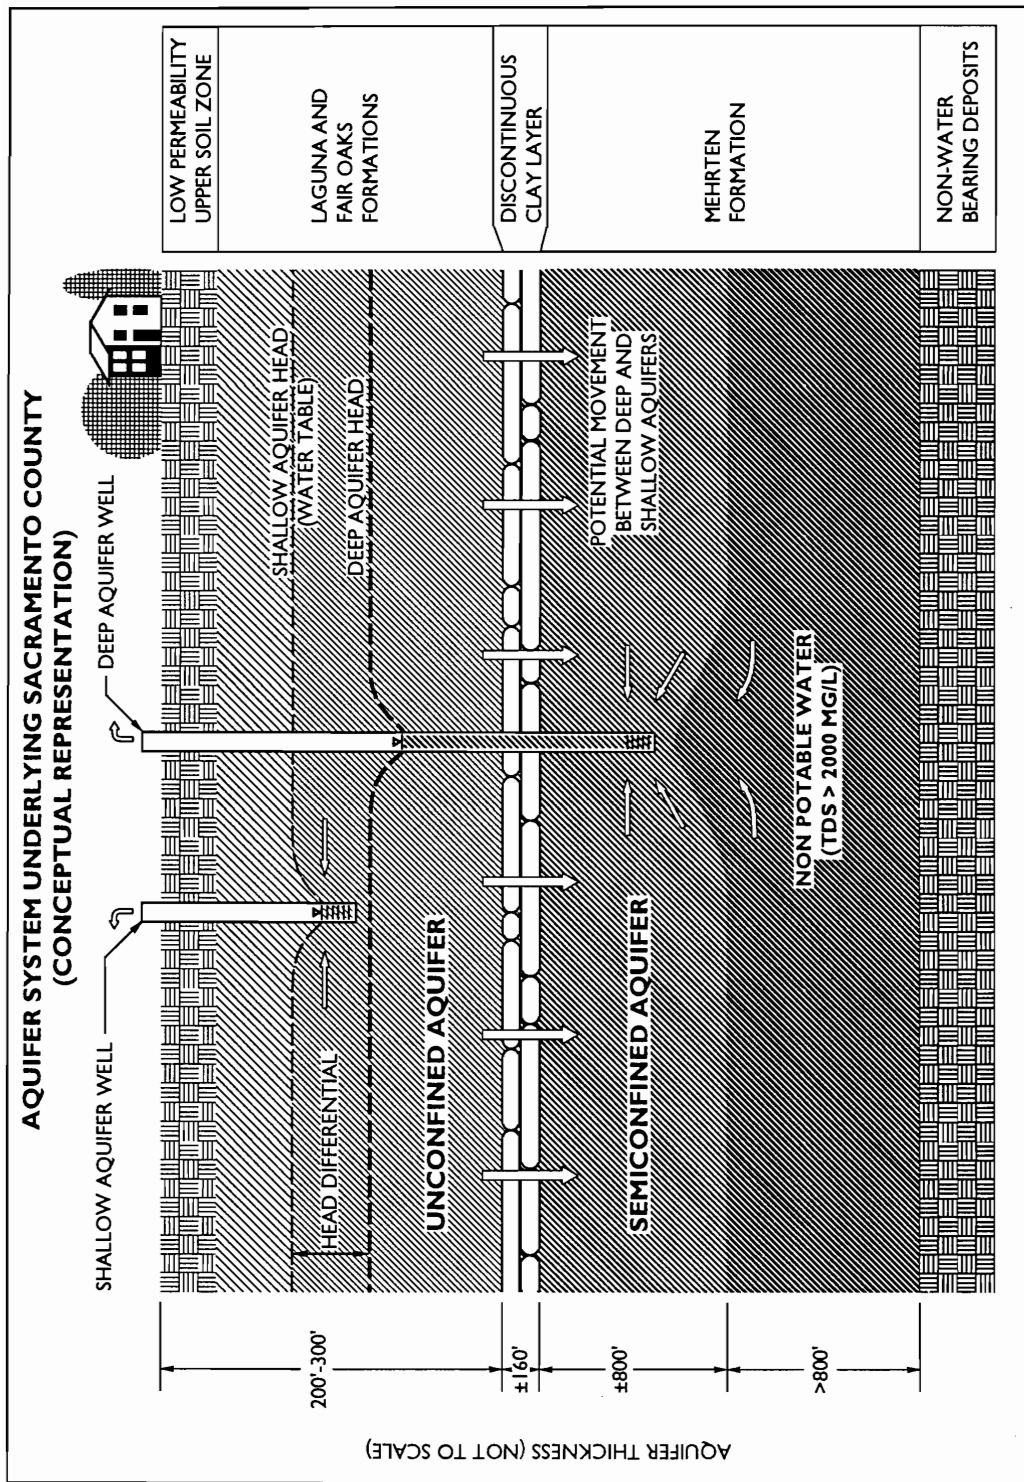 AQUIFER SYSTEM UNDERLYING SACRAMENTO COUNTY
(CONCEPTUAL REPRESENTATION)
SHALLOW AQUIFER WELL
DEEP AQUIFER WELL
LOW PERMEABILITY
UPPER SOIL ZONE
LAGUNA AND
FAIR OAKS
FORMATIONS
DISCONTINUOUS
CLAY LAYER
MEHRTEN
FORMATION
NON-WATER
BEARING DEPOSITS
SHALLOW AQUIFER HEAD
(WATER TABLE)
DEEP AQUIFER HEAD
HEAD DIFFERENTIAL
UNCONFINED AQUIFER
POTENTIAL MOVEMENT
BETWEEN DEEP AND
SHALLOW AQUIFERS
SEMICONFINED AQUIFER
NON POTABLE WATER
(TDS > 2000 MG/L)
200'-300'
±160'
±800'
>800'
AQUIFER THICKNESS (NOT TO SCALE)